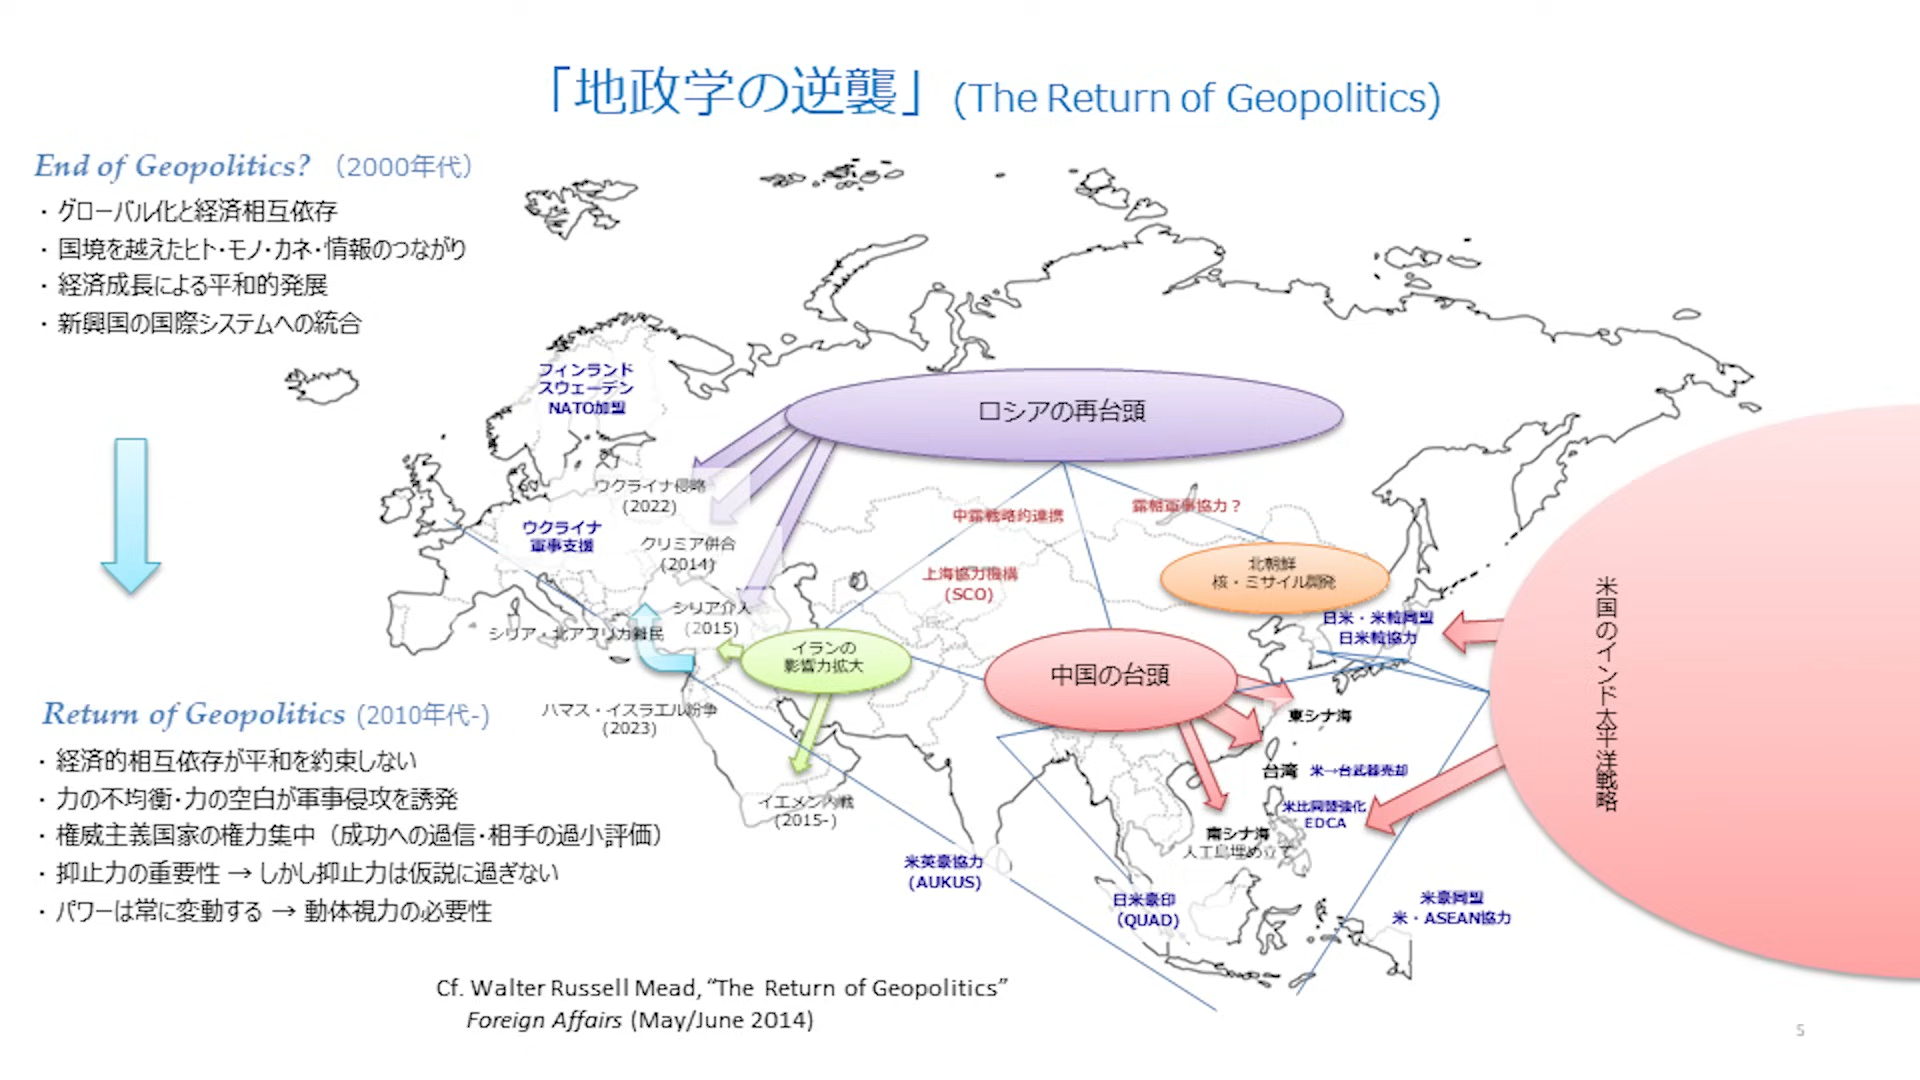 「地政学の逆襲」(The Return of Geopolitics)
End of Geopolitics? （2000年代）
・グローバル化と経済相互依存
・国境を越えたヒト・モノ・カネ・情報のつながり
・経済成長による平和的発展
・新興国の国際システムへの統合
フィンランド
スウェーデン
NATO加盟
ロシアの再台頭
ウクライナ侵略
(2022)
ウクライナ
軍事支援
クリミア併合
(2014)
中露戦略的連携
露朝軍事協力？
上海協力機構
(SCO)
北朝鮮
核・ミサイル開発
シリア介入
(2015)
シリア・北アフリカ難民
イランの
影響力拡大
中国の台頭
日米・米韓同盟
日米韓協力
米国のインド太平洋戦略
Return of Geopolitics (2010年代-)
・経済的相互依存が平和を約束しない
・力の不均衡・力の空白が軍事侵攻を誘発
・権威主義国家の権力集中（成功への過信・相手の過小評価）
・抑止力の重要性 → しかし抑止力は仮説に過ぎない
・パワーは常に変動する → 動体視力の必要性
ハマス・イスラエル紛争
(2023)
イエメン内戦
(2015-)
東シナ海
台湾 米→台武器売却
米比同盟強化
EDCA
南シナ海
人工島埋め立て
米英豪協力
(AUKUS)
日米豪印
(QUAD)
米豪同盟
米・ASEAN協力
Cf. Walter Russell Mead, “The Return of Geopolitics”
Foreign Affairs (May/June 2014)
5